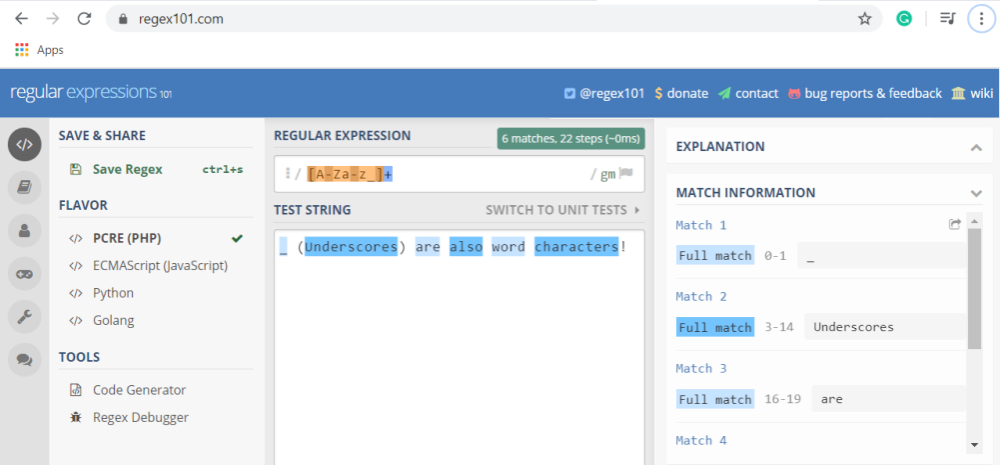 regex101.com
Apps
regular expressions 101
@regex101 $ donate contact bug reports & feedback wiki
SAVE & SHARE
Save Regex ctrl+s
FLAVOR
</> PCRE (PHP)
</> ECMAScript (JavaScript)
</> Python
</> Golang
TOOLS
Code Generator
Regex Debugger
REGULAR EXPRESSION
6 matches, 22 steps (~0ms)
/ [A-Za-z_]+ / gm
TEST STRING SWITCH TO UNIT TESTS
_ (Underscores) are also word characters!
EXPLANATION
MATCH INFORMATION
Match 1
Full match 0-1 _
Match 2
Full match 3-14 Underscores
Match 3
Full match 16-19 are
Match 4